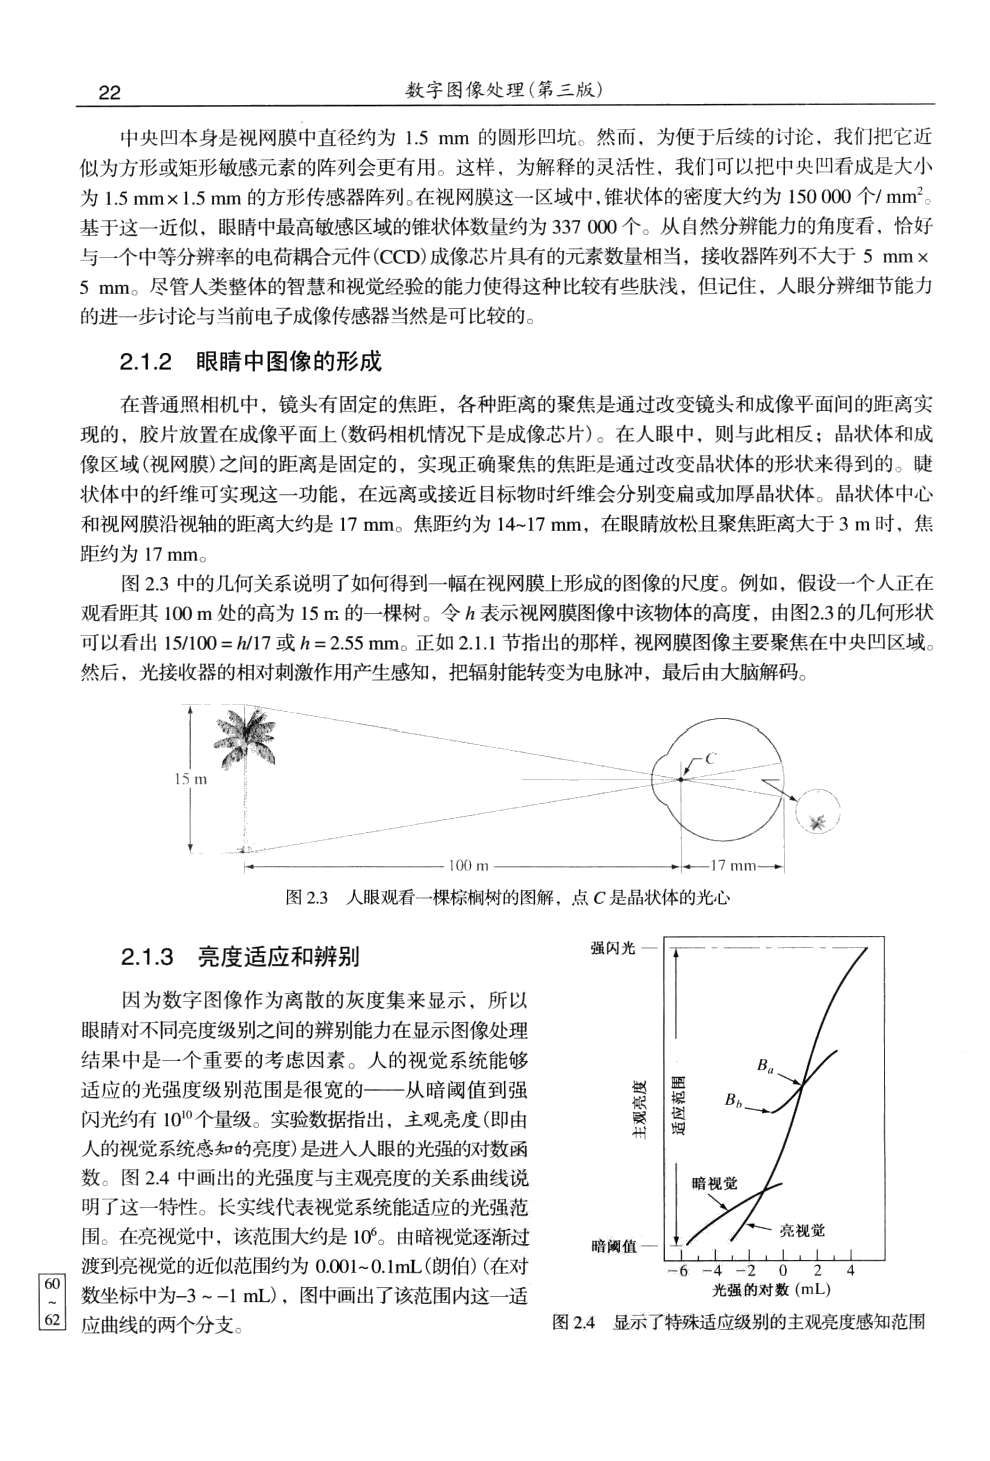 22
数字图像处理(第三版)
中央凹本身是视网膜中直径约为 1.5 mm 的圆形凹坑。然而，为便于后续的讨论，我们把它近
似为方形或矩形敏感元素的阵列会更有用。这样，为解释的灵活性，我们可以把中央凹看成是大小
为 1.5 mm×1.5 mm 的方形传感器阵列。在视网膜这一区域中,锥状体的密度大约为 150 000 个/ mm²。
基于这一近似，眼睛中最高敏感区域的锥状体数量约为 337 000 个。从自然分辨能力的角度看，恰好
与一个中等分辨率的电荷耦合元件(CCD)成像芯片具有的元素数量相当，接收器阵列不大于 5 mm ×
5 mm。尽管人类整体的智慧和视觉经验的能力使得这种比较有些肤浅，但记住，人眼分辨细节能力
的进一步讨论与当前电子成像传感器当然是可比较的。
2.1.2 眼睛中图像的形成
在普通照相机中，镜头有固定的焦距，各种距离的聚焦是通过改变镜头和成像平面间的距离实
现的，胶片放置在成像平面上(数码相机情况下是成像芯片)。在人眼中，则与此相反；晶状体和成
像区域(视网膜)之间的距离是固定的，实现正确聚焦的焦距是通过改变晶状体的形状来得到的。睫
状体中的纤维可实现这一功能，在远离或接近目标物时纤维会分别变扁或加厚晶状体。晶状体中心
和视网膜沿视轴的距离大约是 17 mm。焦距约为 14~17 mm，在眼睛放松且聚焦距离大于 3 m 时，焦
距约为 17 mm。
图 2.3 中的几何关系说明了如何得到一幅在视网膜上形成的图像的尺度。例如，假设一个人正在
观看距其 100 m 处的高为 15 m 的一棵树。令 h 表示视网膜图像中该物体的高度，由图2.3的几何形状
可以看出 15/100 = h/17 或 h = 2.55 mm。正如 2.1.1 节指出的那样，视网膜图像主要聚焦在中央凹区域。
然后，光接收器的相对刺激作用产生感知，把辐射能转变为电脉冲，最后由大脑解码。
C
15 m
100 m
17 mm
图 2.3 人眼观看一棵棕榈树的图解，点 C 是晶状体的光心
2.1.3 亮度适应和辨别
因为数字图像作为离散的灰度集来显示，所以
眼睛对不同亮度级别之间的辨别能力在显示图像处理
结果中是一个重要的考虑因素。人的视觉系统能够
适应的光强度级别范围是很宽的——从暗阈值到强
闪光约有 10¹⁰ 个量级。实验数据指出，主观亮度(即由
人的视觉系统感知的亮度)是进入人眼的光强的对数函
数。图 2.4 中画出的光强度与主观亮度的关系曲线说
明了这一特性。长实线代表视觉系统能适应的光强范
围。在亮视觉中，该范围大约是 10⁶。由暗视觉逐渐过
渡到亮视觉的近似范围约为 0.001~0.1mL(朗伯)(在对
数坐标中为−3 ~ −1 mL)，图中画出了该范围内这一适
应曲线的两个分支。
60
~
62
强闪光
主观亮度
适应范围
Bₐ
B_b
暗视觉
亮视觉
暗阈值
−6 −4 −2 0 2 4
光强的对数 (mL)
图 2.4 显示了特殊适应级别的主观亮度感知范围